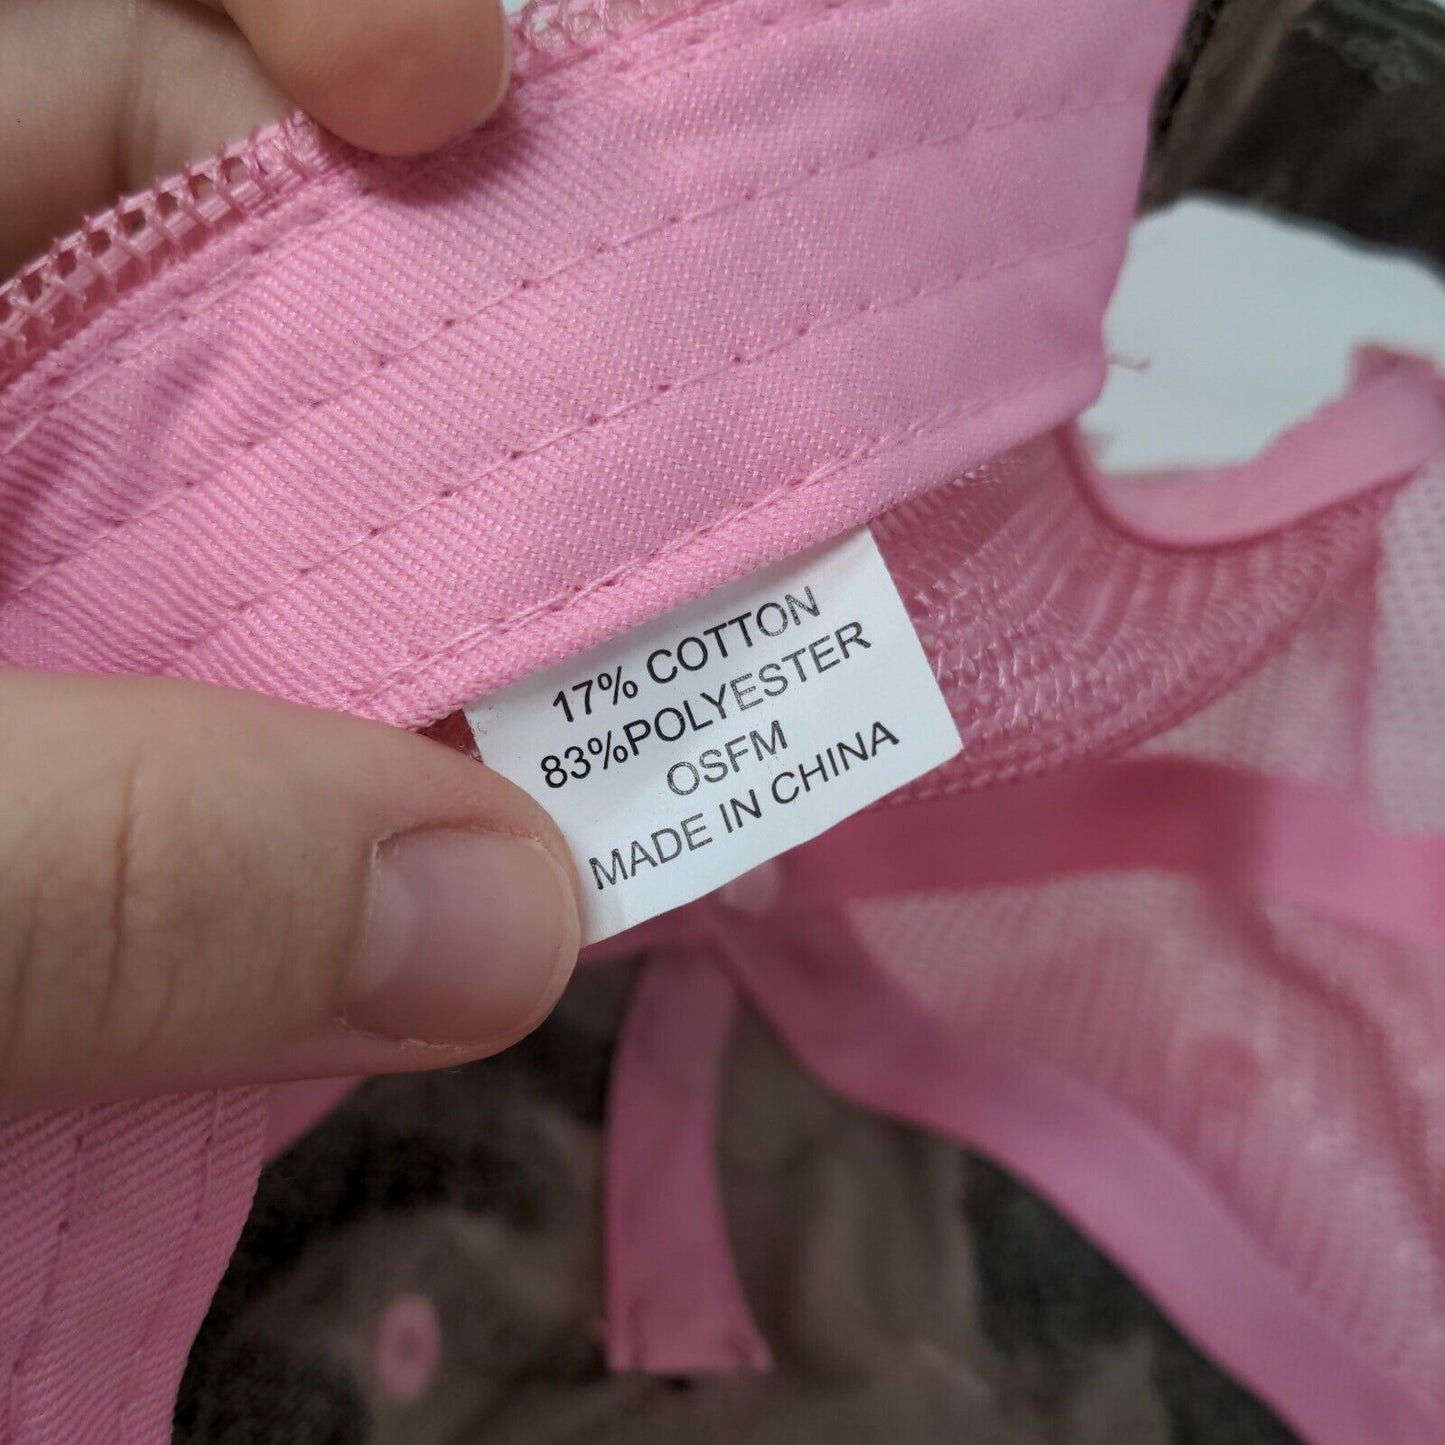 17% COTTON
83%POLYESTER
OSFM
MADE IN CHINA